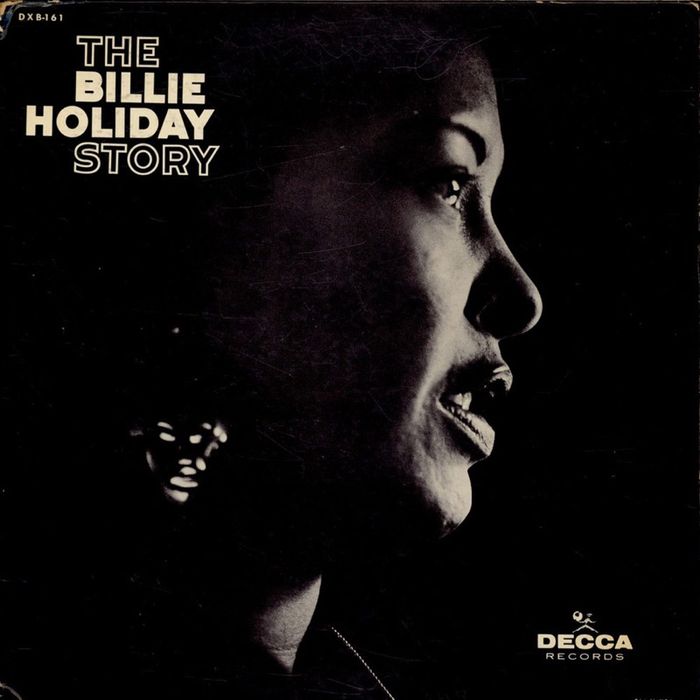 DXB-161
THE
BILLIE
HOLIDAY
STORY
DECCA
RECORDS